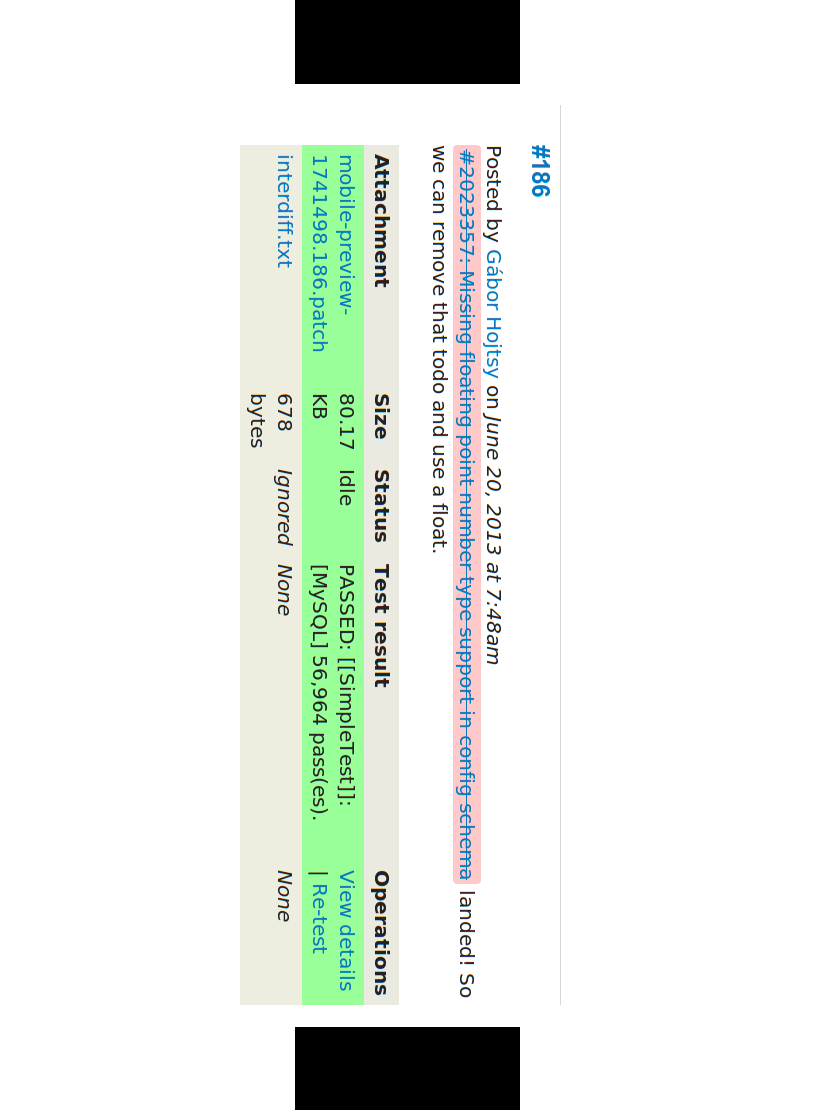 #186
Posted by Gábor Hojtsy on June 20, 2013 at 7:48am
#2023357: Missing floating point number type support in config schema landed! So
we can remove that todo and use a float.
Attachment Size Status Test result Operations
mobile-preview- 80.17 Idle PASSED: [[SimpleTest]]: View details
1741498.186.patch KB [MySQL] 56,964 pass(es). | Re-test
interdiff.txt 678 Ignored None None
bytes